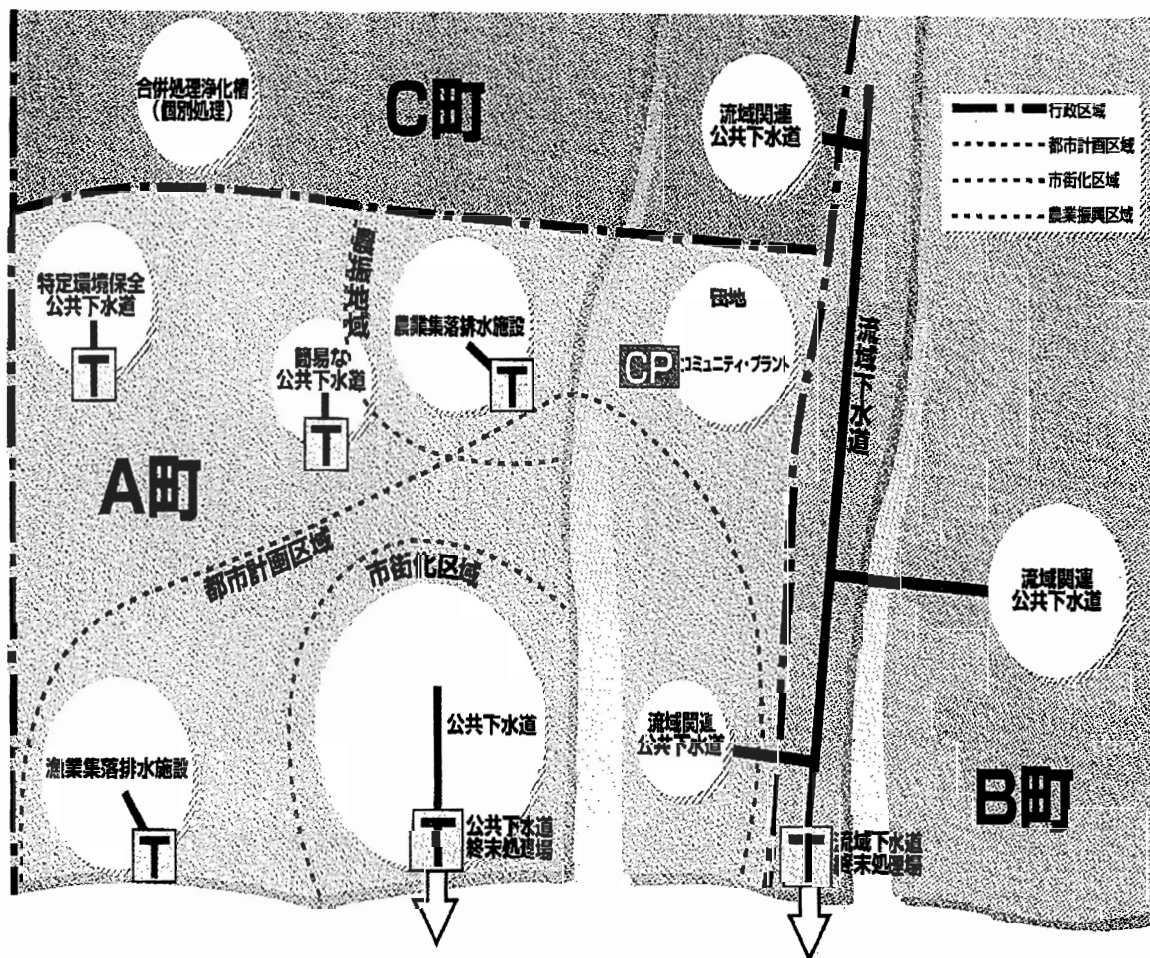 合併処理浄化槽
(個別処理)
C町
流域関連
公共下水道
行政区域
都市計画区域
市街化区域
農業振興区域
特定環境保全
公共下水道
T
簡易な
公共下水道
T
農業集落排水施設
T
団地
CP
コミュニティ・プラント
流域下水道
A町
都市計画区域
市街化区域
流域関連
公共下水道
公共下水道
流域関連
公共下水道
漁業集落排水施設
T
B町
T
公共下水道
終末処理場
T
流域下水道
終末処理場